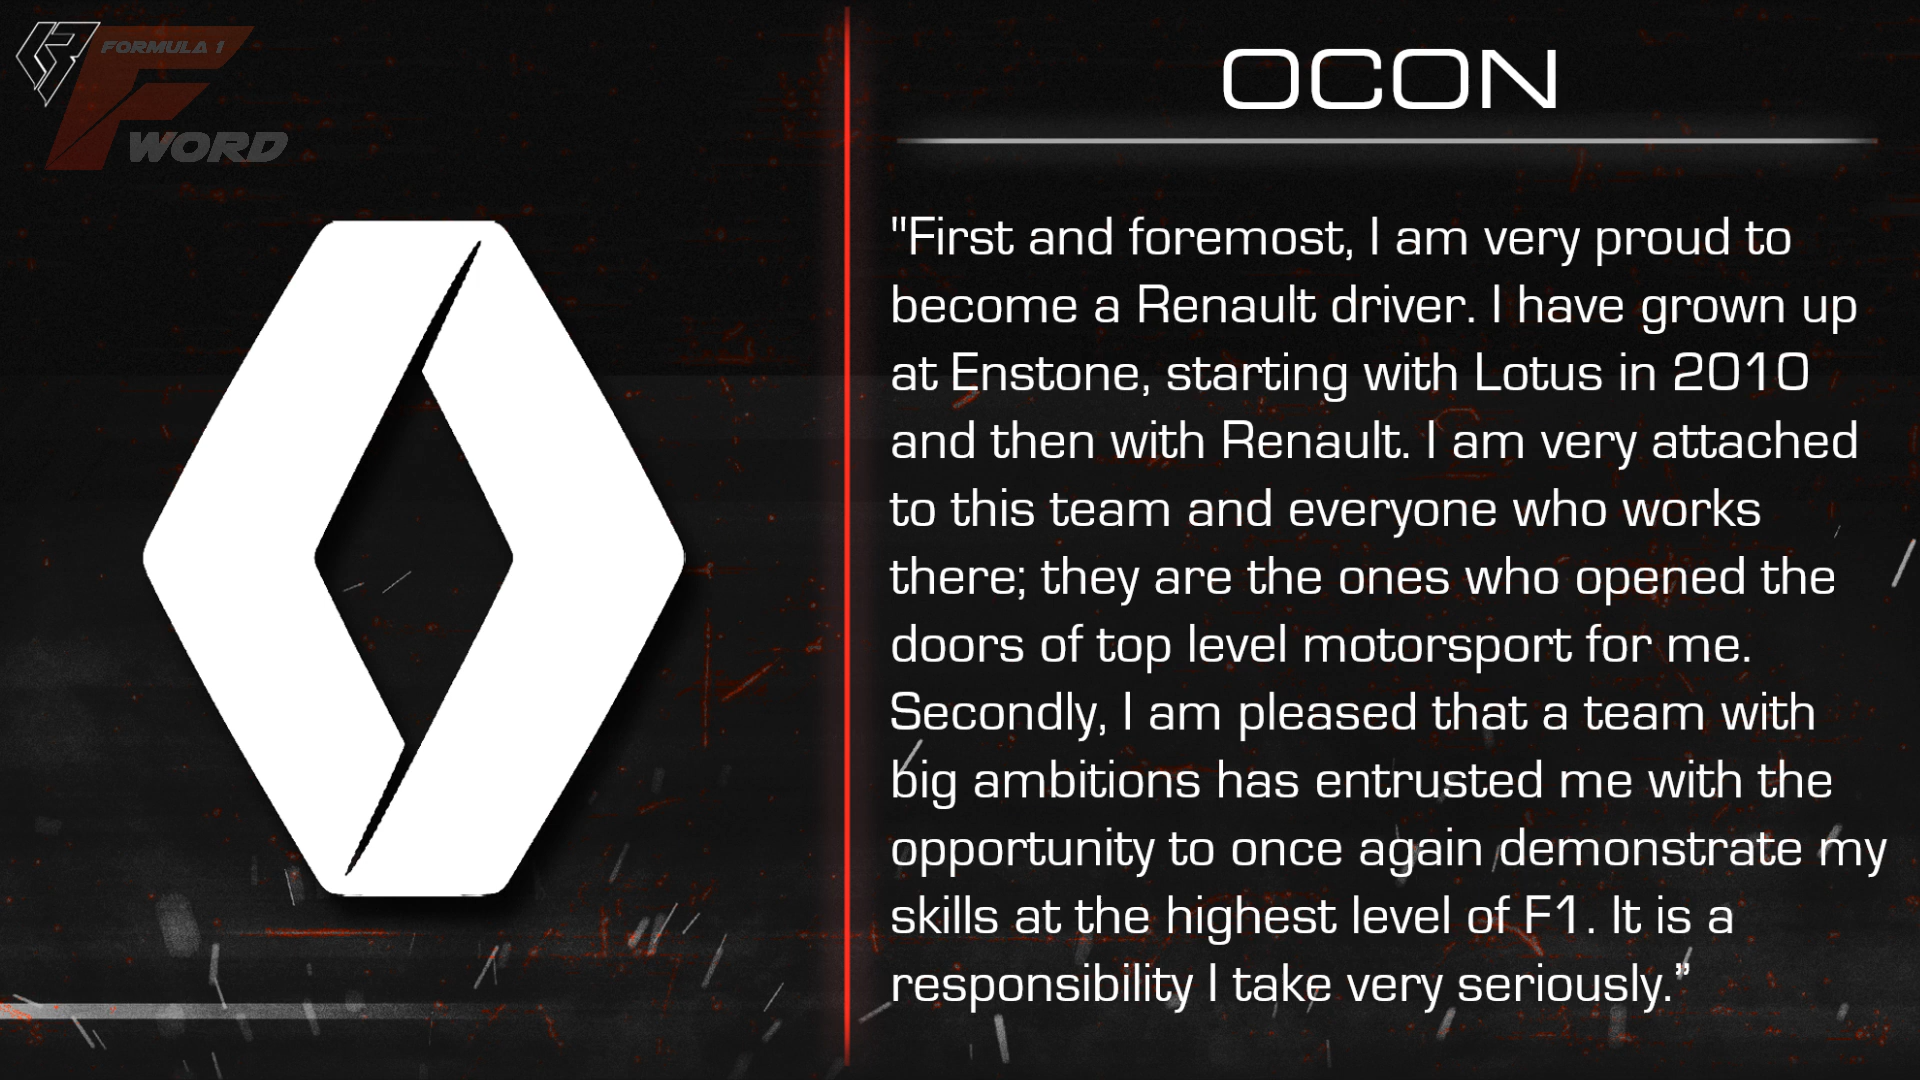 FORMULA 1
WORD
OCON
"First and foremost, I am very proud to
become a Renault driver. I have grown up
at Enstone, starting with Lotus in 2010
and then with Renault. I am very attached
to this team and everyone who works
there; they are the ones who opened the
doors of top level motorsport for me.
Secondly, I am pleased that a team with
big ambitions has entrusted me with the
opportunity to once again demonstrate my
skills at the highest level of F1. It is a
responsibility I take very seriously.”